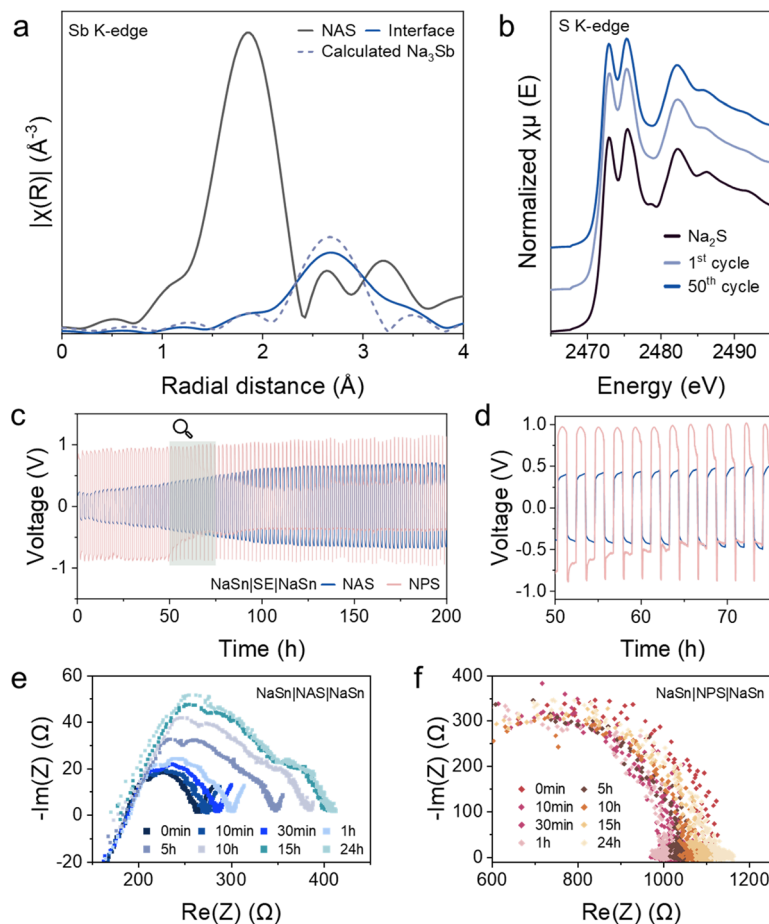 a
Sb K-edge
NAS
Interface
Calculated Na₃Sb
|χ(R)| (Å⁻³)
0
1
2
3
4
Radial distance (Å)
b
S K-edge
Normalized χμ (E)
Na₂S
1ˢᵗ cycle
50ᵗʰ cycle
2470
2480
2490
Energy (eV)
c
Voltage (V)
1
0
-1
NaSn|SE|NaSn
NAS
NPS
0
50
100
150
200
Time (h)
d
Voltage (V)
1.0
0.5
0.0
-0.5
-1.0
50
60
70
Time (h)
e
NaSn|NAS|NaSn
-Im(Z) (Ω)
60
40
20
0
-20
0min
10min
30min
1h
5h
10h
15h
24h
200
300
400
Re(Z) (Ω)
f
NaSn|NPS|NaSn
-Im(Z) (Ω)
400
300
200
100
0
0min
5h
10min
10h
30min
15h
1h
24h
600
800
1000
1200
Re(Z) (Ω)